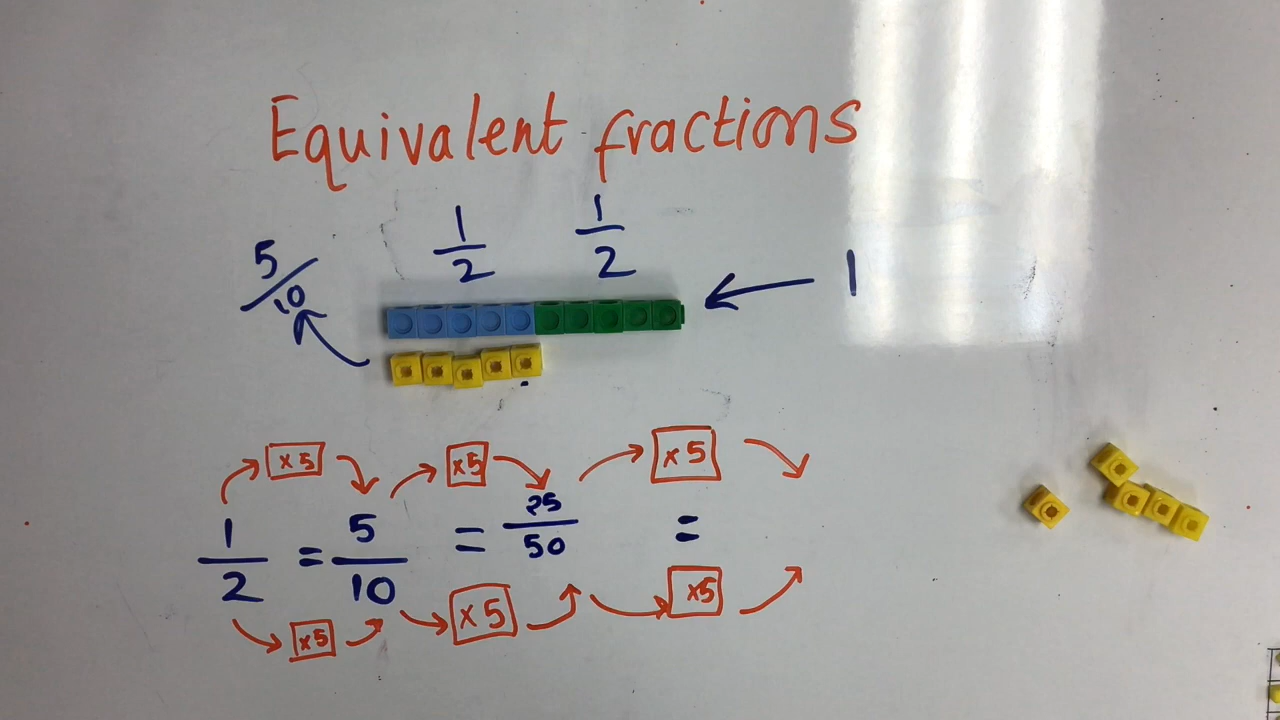 Equivalent fractions
1/2 1/2
5/10
1
×5 ×5 ×5
1/2 = 5/10 = 25/50 =
×5 ×5 ×5